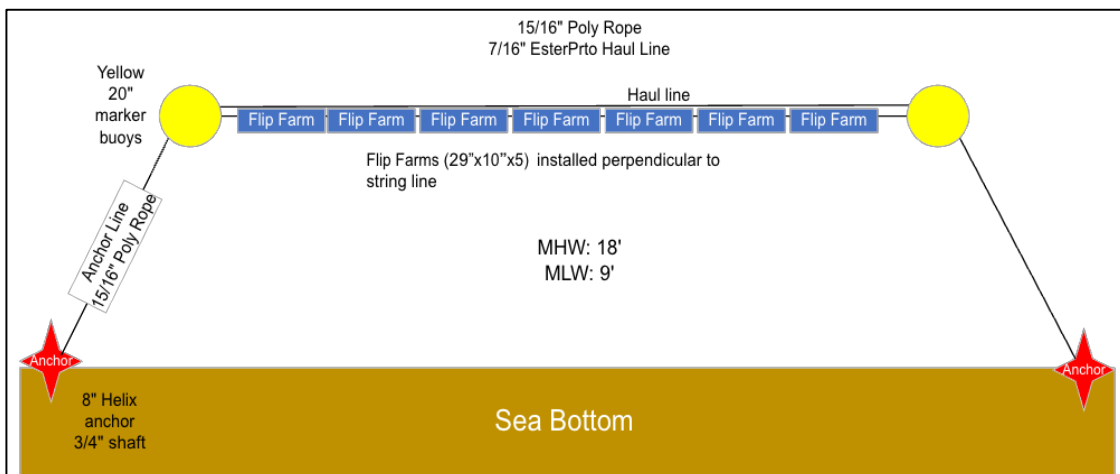 15/16" Poly Rope
7/16" EsterPrto Haul Line
Yellow
20"
marker
buoys
Haul line
Flip Farm
Flip Farm
Flip Farm
Flip Farm
Flip Farm
Flip Farm
Flip Farm
Flip Farms (29"x10"x5) installed perpendicular to
string line
Anchor Line
15/16" Poly Rope
MHW: 18'
MLW: 9'
Anchor
Anchor
8" Helix
anchor
3/4" shaft
Sea Bottom